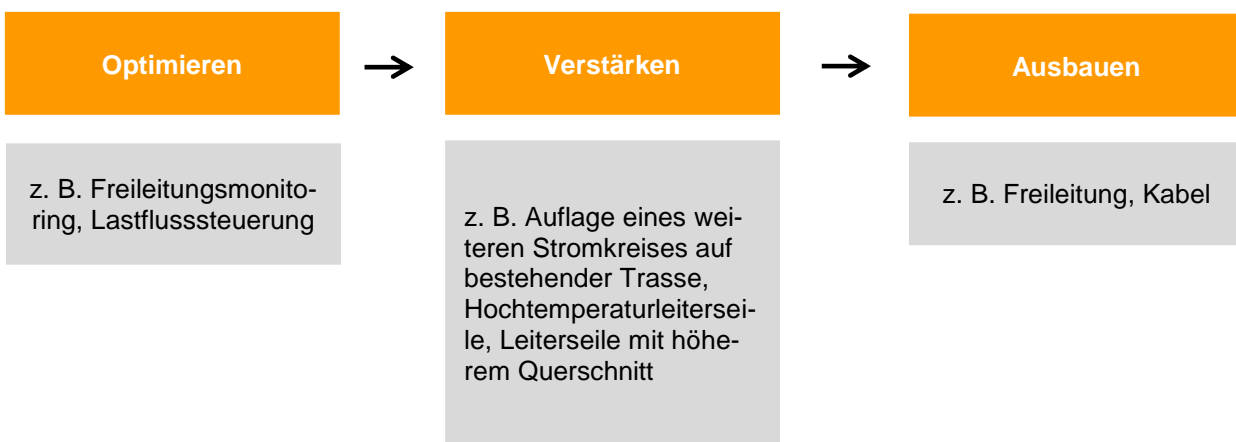 Optimieren
Verstärken
Ausbauen
z. B. Freileitungsmonito-
ring, Lastflusssteuerung
z. B. Auflage eines wei-
teren Stromkreises auf
bestehender Trasse,
Hochtemperaturleitersei-
le, Leiterseile mit höhe-
rem Querschnitt
z. B. Freileitung, Kabel